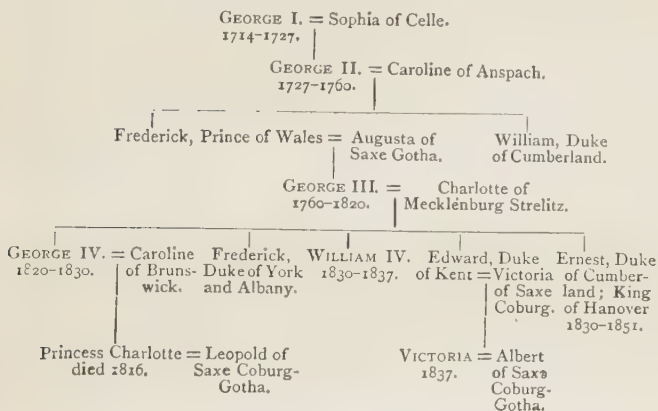 GEORGE I. = Sophia of Celle.
1714-1727.
GEORGE II. = Caroline of Anspach.
1727-1760.
Frederick, Prince of Wales = Augusta of Saxe Gotha.
William, Duke of Cumberland.
GEORGE III. = Charlotte of Mecklenburg Strelitz.
1760-1820.
GEORGE IV. = Caroline of Bruns-
1820-1830.
wick.
Frederick, Duke of York and Albany.
WILLIAM IV.
1830-1837.
Edward, Duke of Kent = Victoria of Saxe Coburg.
Ernest, Duke of Cumber-
land; King of Hanover
1830-1851.
Princess Charlotte = Leopold of
died 1816.
Saxe Coburg-
Gotha.
VICTORIA = Albert
1837.
of Saxe
Coburg-
Gotha.